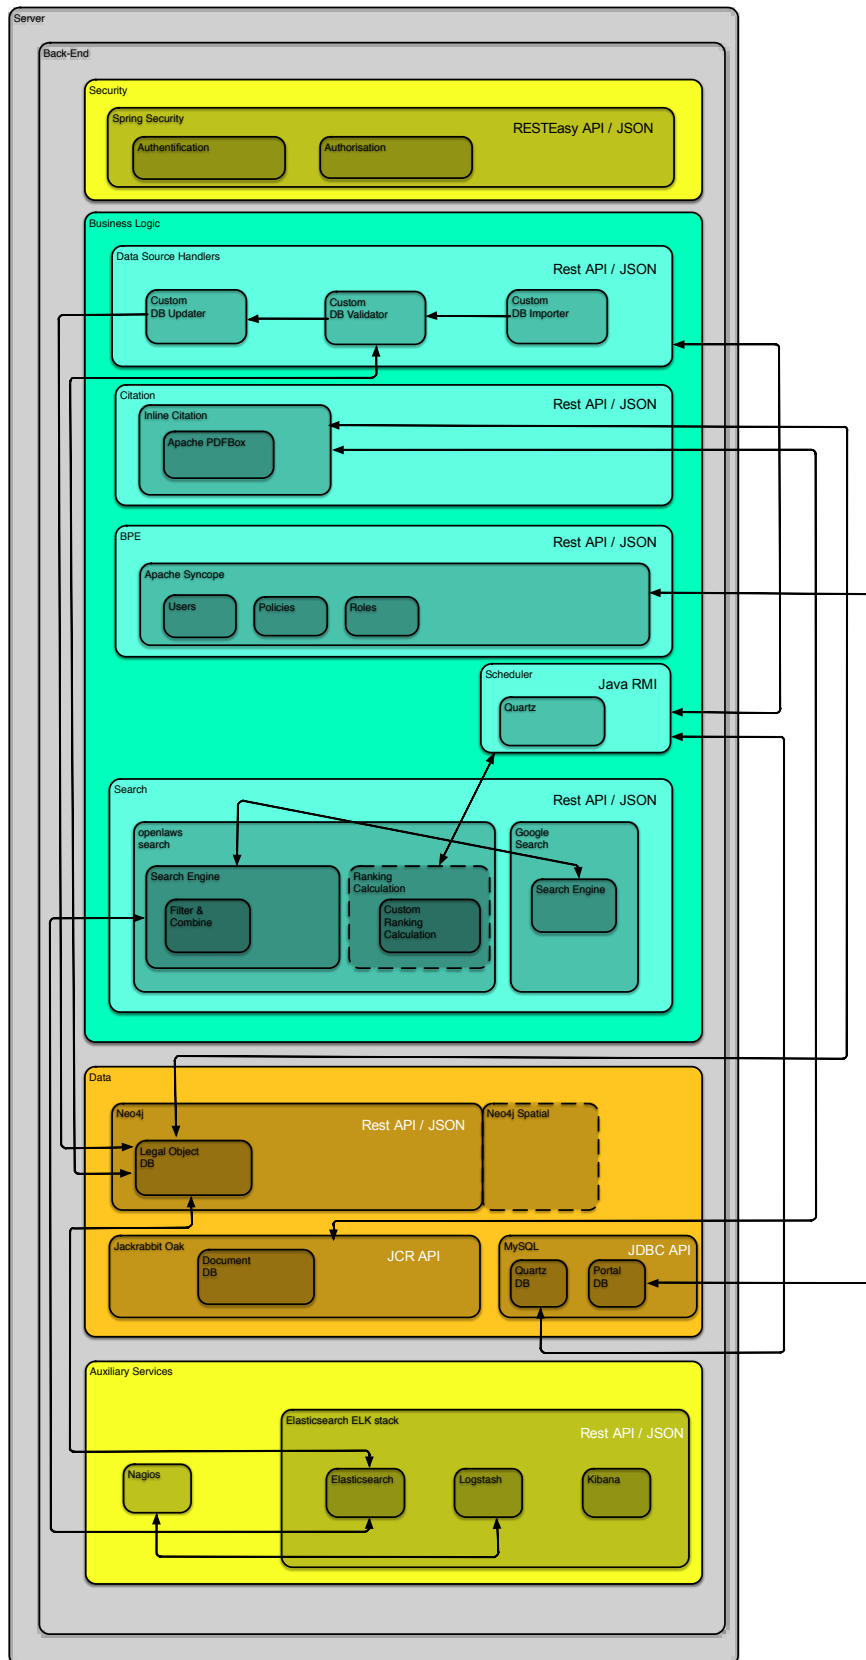 Server
Back-End
Security
Spring Security
RESTEasy API / JSON
Authentification
Authorisation
Business Logic
Data Source Handlers
Rest API / JSON
Custom
DB Updater
Custom
DB Validator
Custom
DB Importer
Citation
Rest API / JSON
Inline Citation
Apache PDFBox
BPE
Rest API / JSON
Apache Syncope
Users
Policies
Roles
Scheduler
Java RMI
Quartz
Search
Rest API / JSON
openlaws
search
Google
Search
Search Engine
Filter &
Combine
Ranking
Calculation
Custom
Ranking
Calculation
Search Engine
Data
Neo4j
Rest API / JSON
Neo4j Spatial
Legal Object
DB
Jackrabbit Oak
JCR API
Document
DB
MySQL
JDBC API
Quartz
DB
Portal
DB
Auxiliary Services
Elasticsearch ELK stack
Rest API / JSON
Nagios
Elasticsearch
Logstash
Kibana